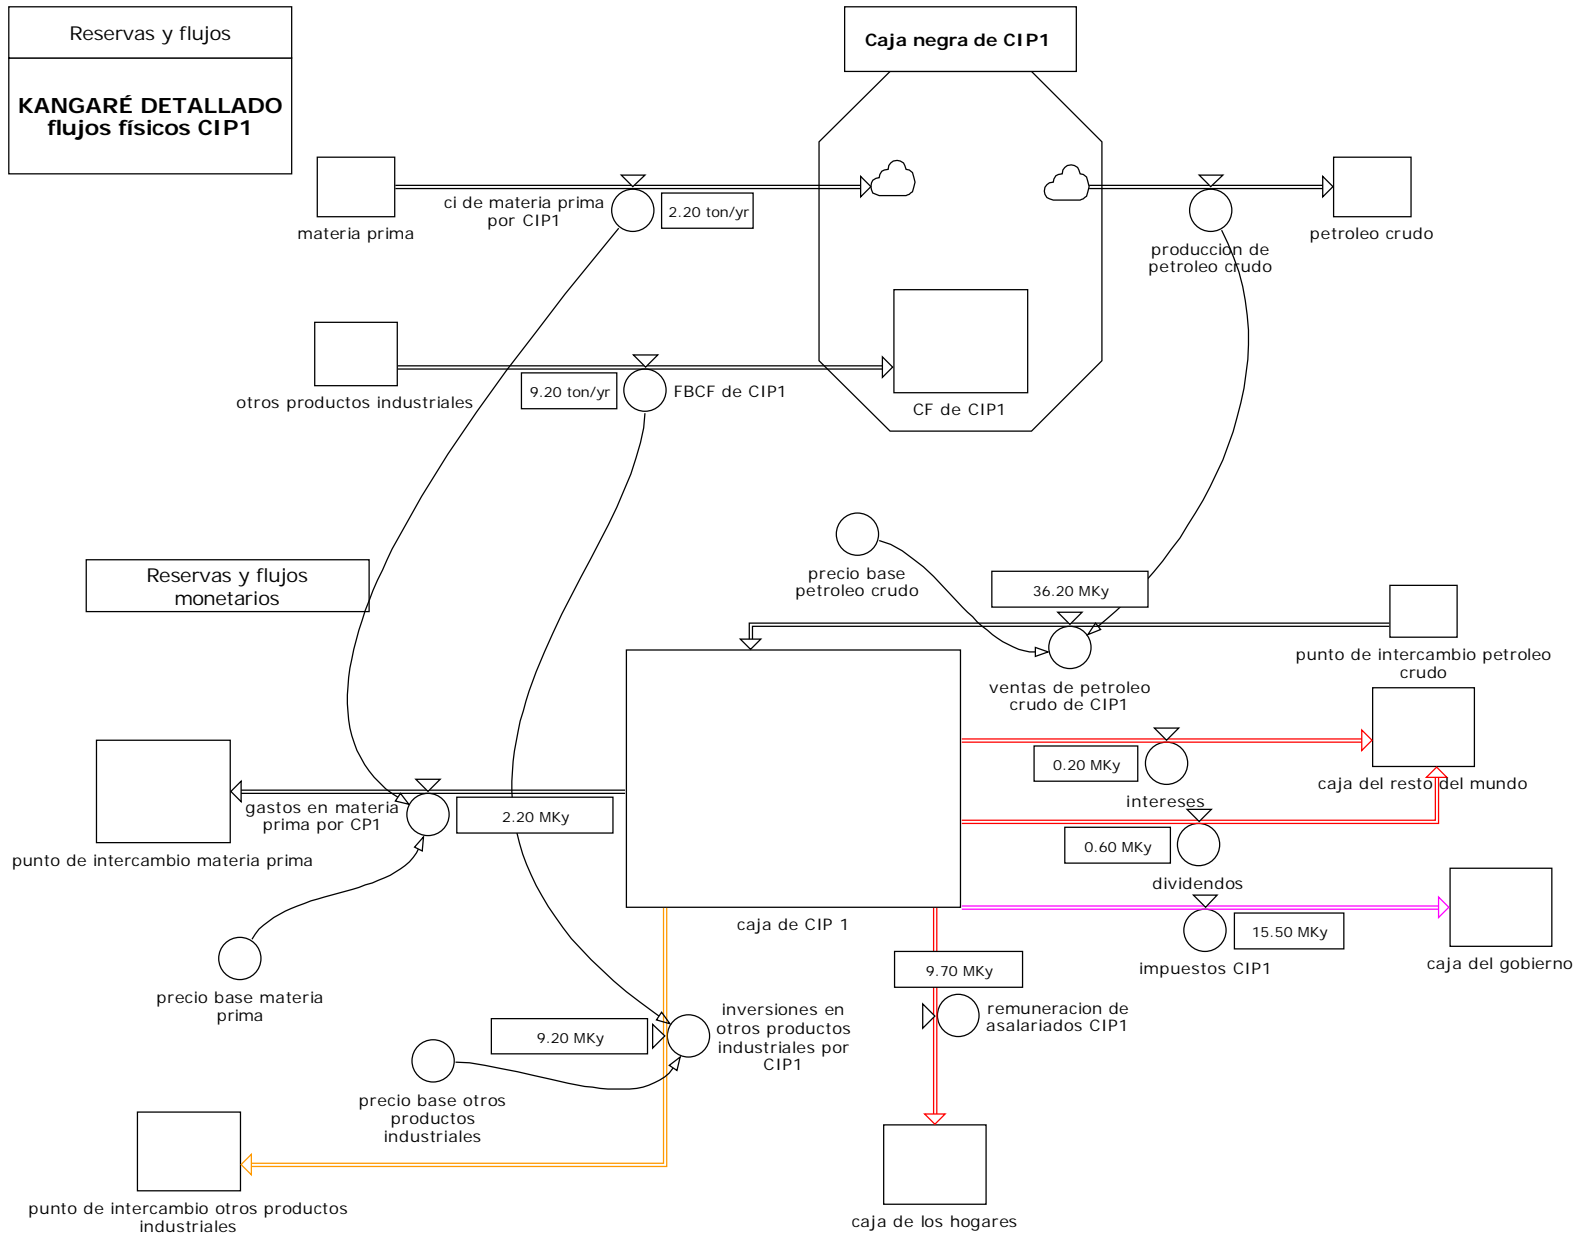 Reservas y flujos
KANGARÉ DETALLADO
flujos físicos CIP1
Caja negra de CIP1
materia prima
ci de materia prima
por CIP1
2.20 ton/yr
produccion de
petroleo crudo
petroleo crudo
otros productos industriales
9.20 ton/yr
FBCF de CIP1
CF de CIP1
Reservas y flujos
monetarios
precio base
petroleo crudo
36.20 MKy
punto de intercambio petroleo
crudo
ventas de petroleo
crudo de CIP1
0.20 MKy
intereses
caja del resto del mundo
gastos en materia
prima por CP1
2.20 MKy
punto de intercambio materia prima
0.60 MKy
dividendos
caja de CIP 1
15.50 MKy
impuestos CIP1
caja del gobierno
9.70 MKy
remuneracion de
asalariados CIP1
precio base materia
prima
9.20 MKy
inversiones en
otros productos
industriales por
CIP1
precio base otros
productos
industriales
punto de intercambio otros productos
industriales
caja de los hogares